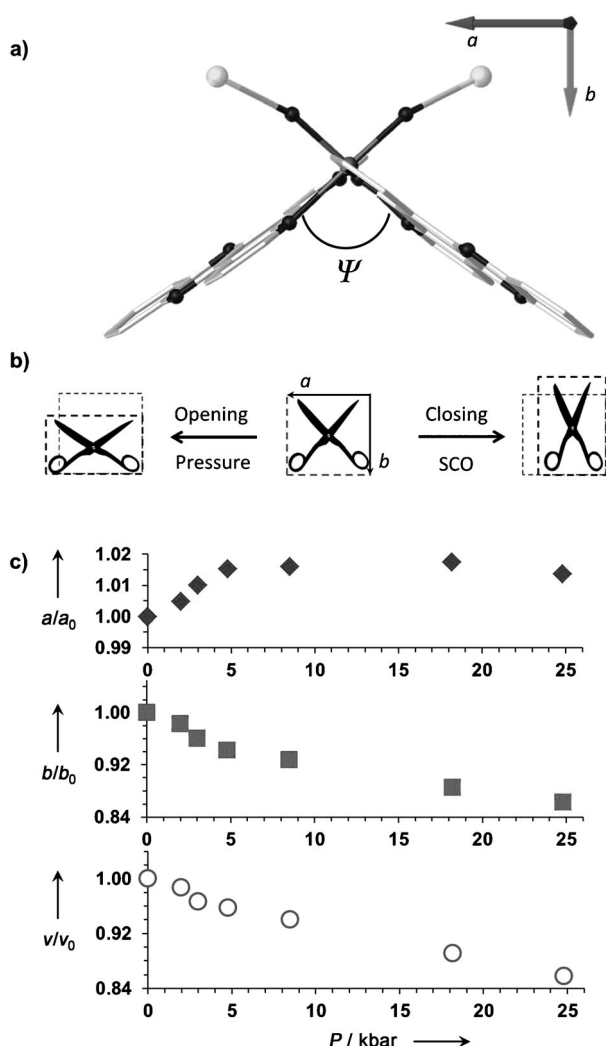 a)
a
b
Ψ
b)
a
Opening
Closing
Pressure
b
SCO
c)
1.02
1.01
a/a0
1.00
0.99
0 5 10 15 20 25
1.00
b/b0
0.92
0.84
0 5 10 15 20 25
1.00
v/v0
0.92
0.84
0 5 10 15 20 25
P / kbar